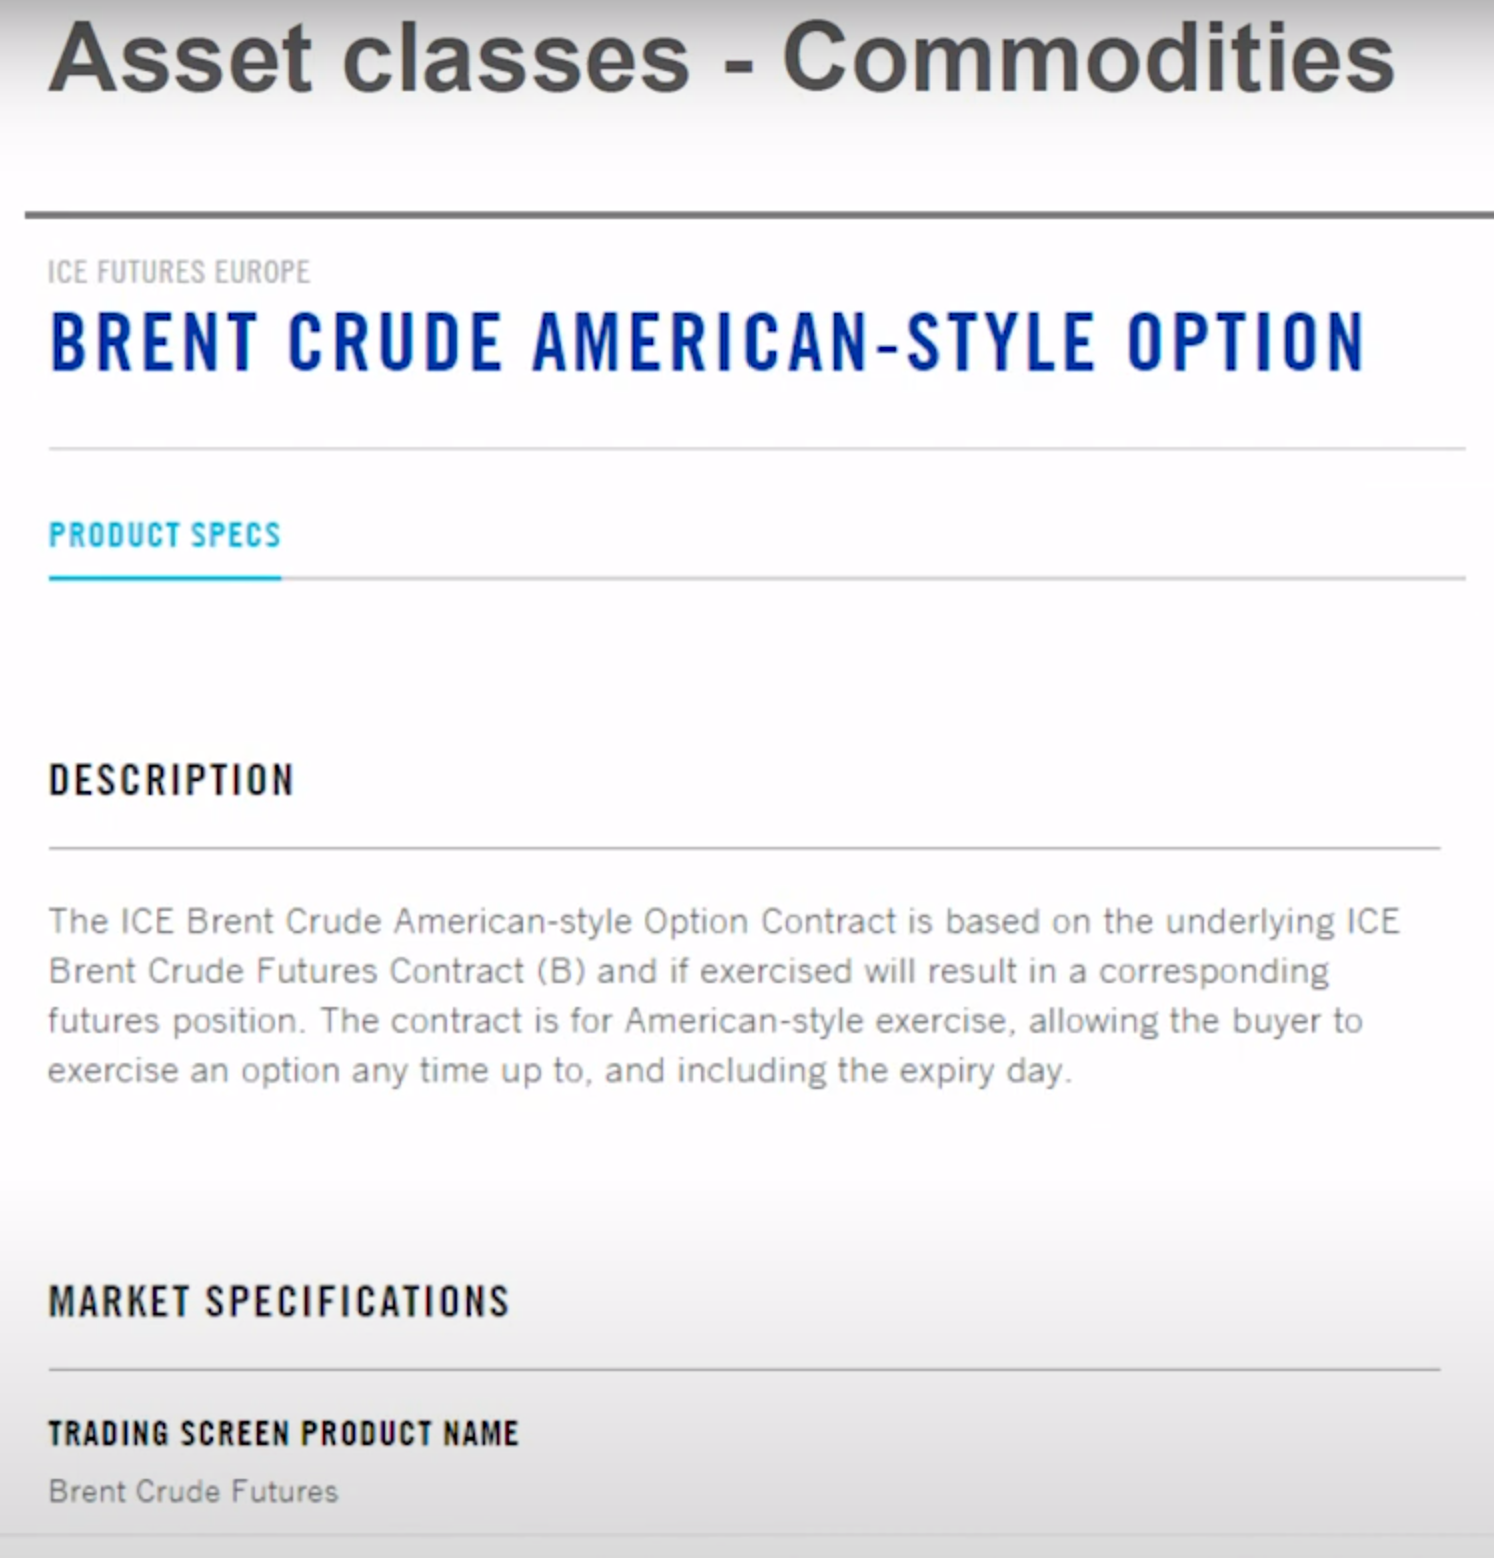 Asset classes - Commodities
ICE FUTURES EUROPE
BRENT CRUDE AMERICAN-STYLE OPTION
PRODUCT SPECS
DESCRIPTION
The ICE Brent Crude American-style Option Contract is based on the underlying ICE
Brent Crude Futures Contract (B) and if exercised will result in a corresponding
futures position. The contract is for American-style exercise, allowing the buyer to
exercise an option any time up to, and including the expiry day.
MARKET SPECIFICATIONS
TRADING SCREEN PRODUCT NAME
Brent Crude Futures